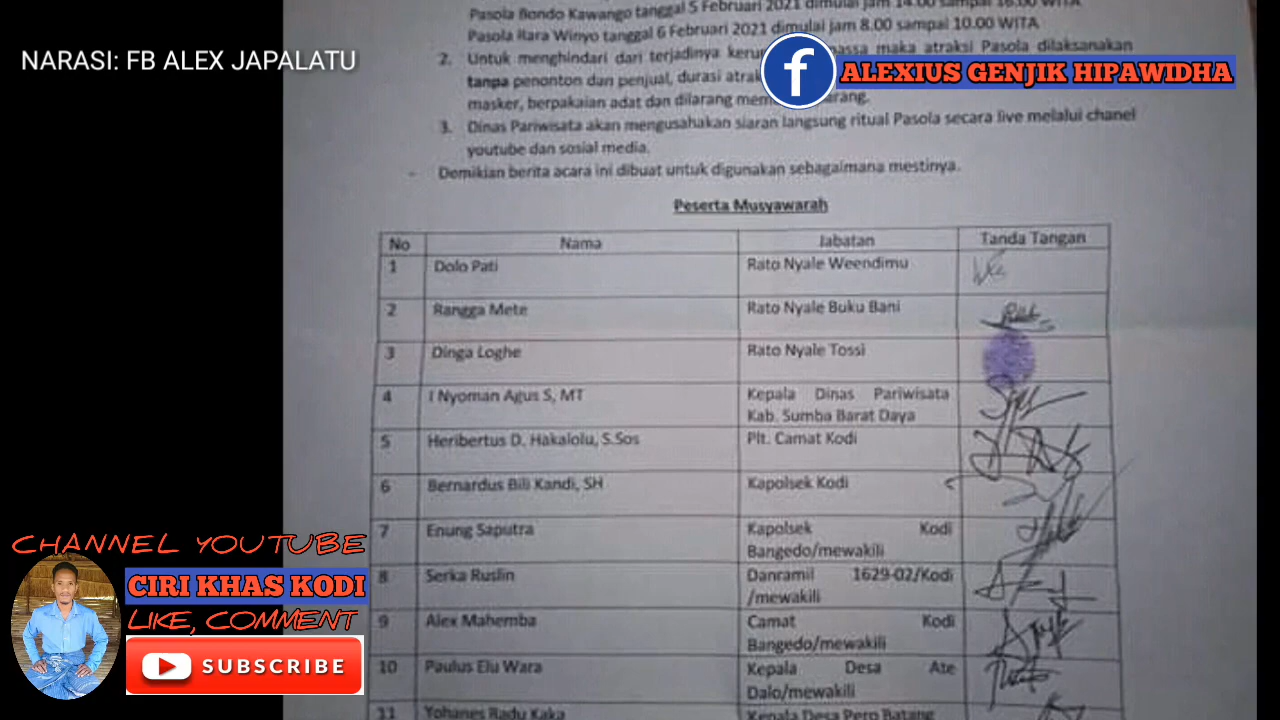 Pasola Bondo Kawango tanggal 5 Februari 2021 dimulai jam 14.00 sampai 16.00 WITA
Pasola Rara Winyo tanggal 6 Februari 2021 dimulai jam 8.00 sampai 10.00 WITA
NARASI: FB ALEX JAPALATU
2. Untuk menghindari dari terjadinya massa maka atraksi Pasola dilaksanakan
f ALEXIUS GENJIK HIPAWIDHA
tanpa penonton dan penjual, durasi
masker, berpakaian adat dan dilarang
3. Dinas Pariwisata akan mengusahakan siaran langsung ritual Pasola secara live melalui chanel
youtube dan sosial media.
- Demikian berita acara ini dibuat untuk digunakan sebagaimana mestinya.
Peserta Musyawarah
No Nama Jabatan Tanda Tangan
1 Dolo Pati Rato Nyale Weendimu
2 Rangga Mete Rato Nyale Buku Bani
3 Dinga Loghe Rato Nyale Tossi
4 I Nyoman Agus S, MT Kepala Dinas Pariwisata
Kab. Sumba Barat Daya
5 Heribertus D. Hakalolu, S.Sos Plt. Camat Kodi
6 Bernardus Bili Kandi, SH Kapolsek Kodi
7 Enung Saputra Kapolsek Kodi
Bangedo/mewakili
8 Serka Ruslin Danramil 1629-02/Kodi
/mewakili
9 Alex Mahemba Camat Kodi
Bangedo/mewakili
10 Paulus Elu Wara Kepala Desa Ate
Dalo/mewakili
11 Yohanes Radu Kaka Kepala Desa Pero Batang
CHANNEL YOUTUBE
CIRI KHAS KODI
LIKE, COMMENT
SUBSCRIBE